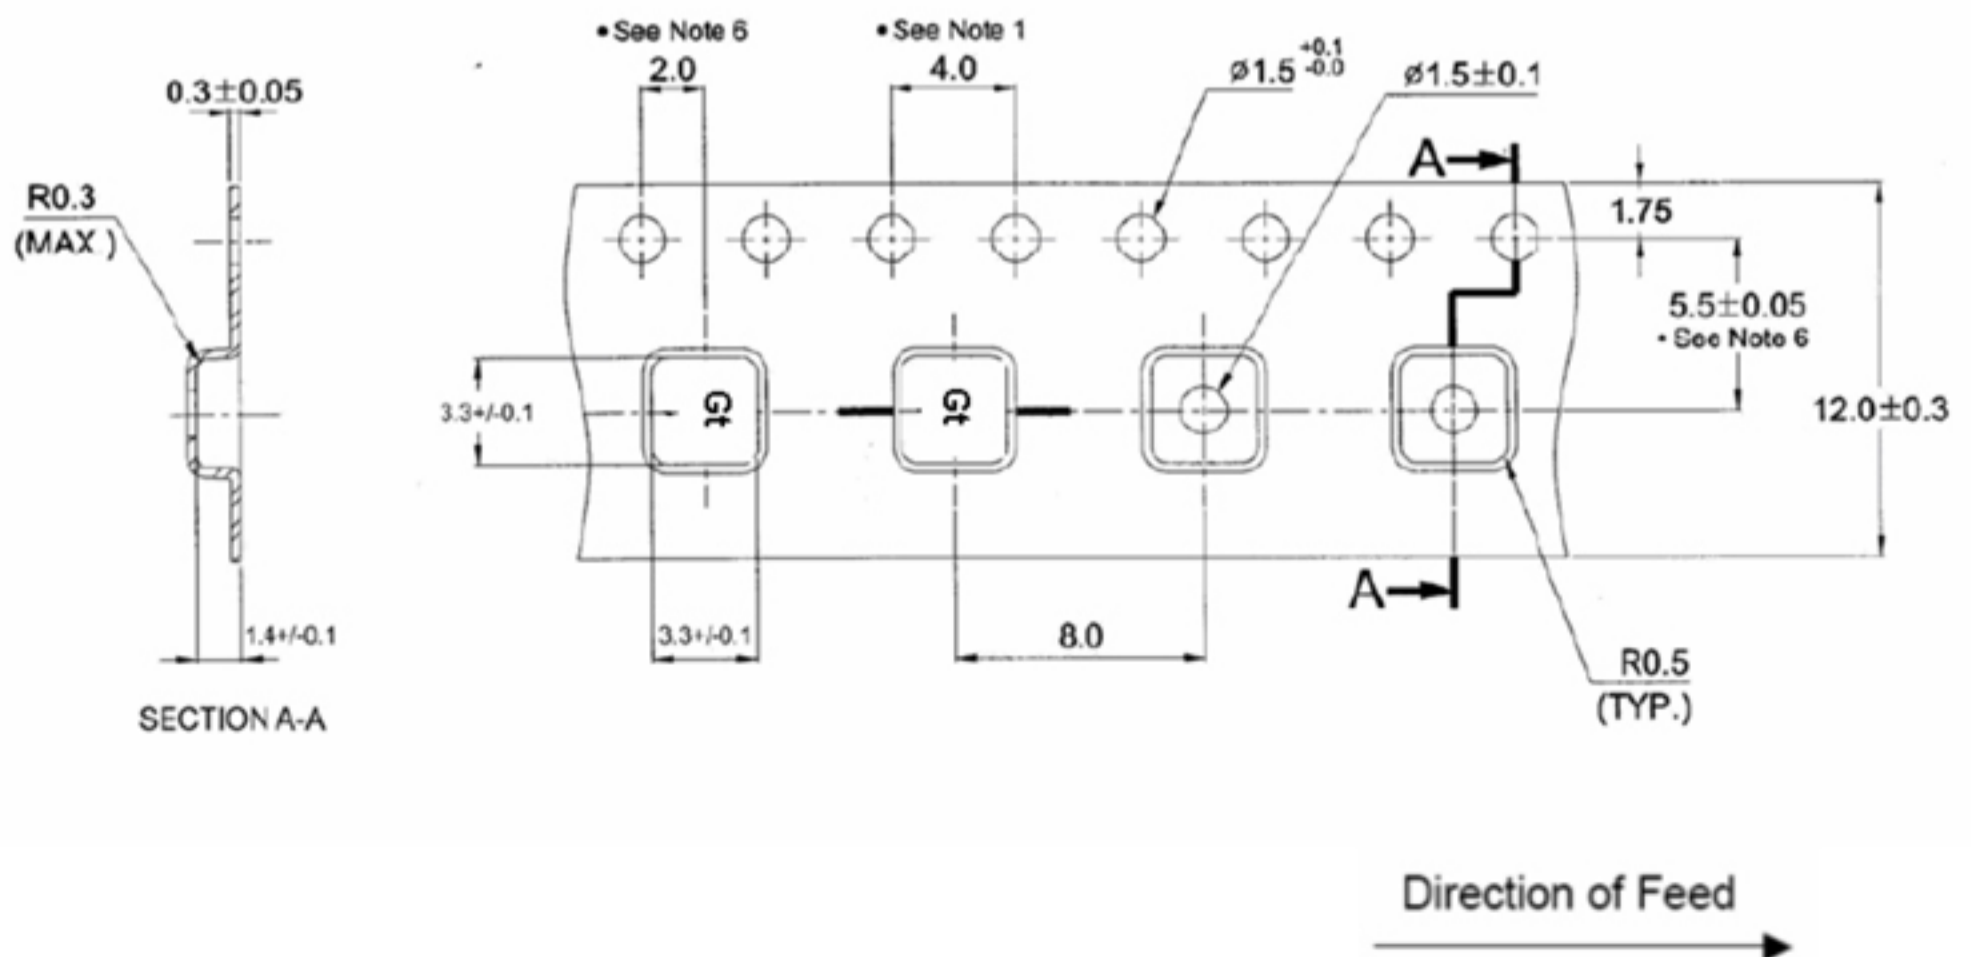 • See Note 6
2.0
• See Note 1
4.0
Ø1.5 +0.1 -0.0
Ø1.5±0.1
0.3±0.05
R0.3
(MAX.)
A
1.75
5.5±0.05
• See Note 6
12.0±0.3
3.3+/-0.1
Gt
Gt
A
1.4+/-0.1
3.3+/-0.1
8.0
R0.5
(TYP.)
SECTION A-A
Direction of Feed